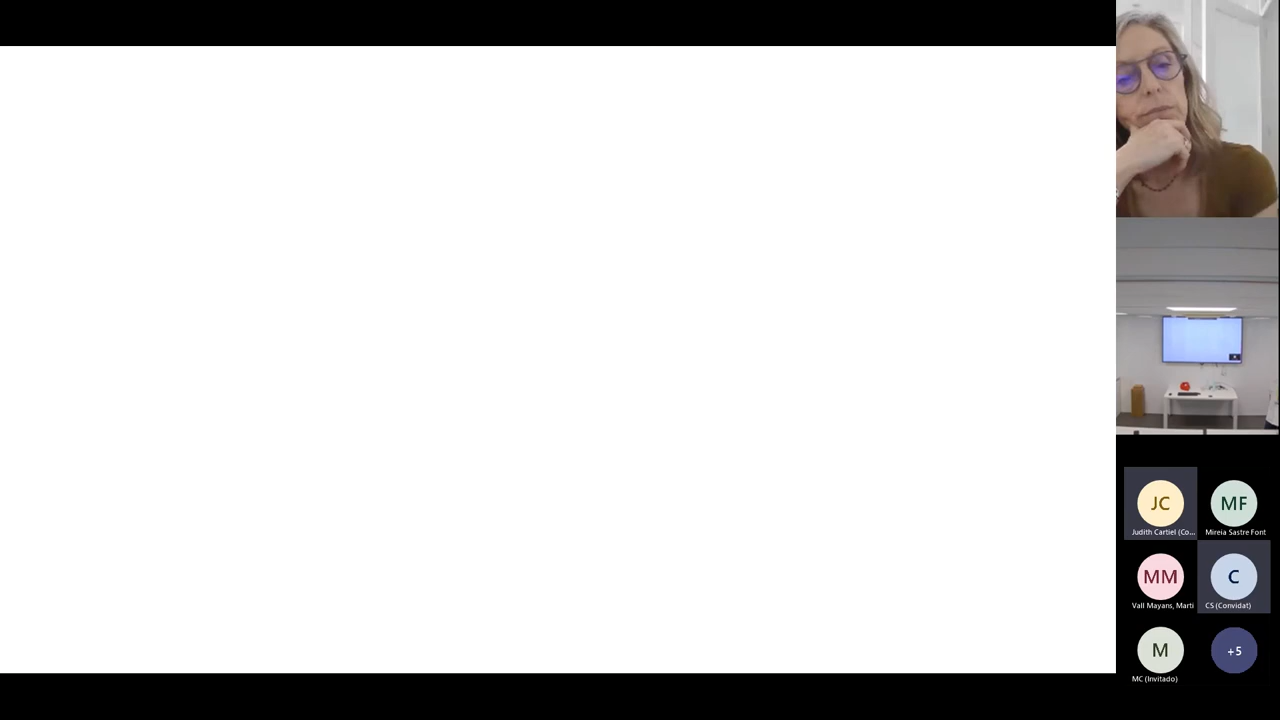 JC
MF
Judith Cartiel (Co...
Mireia Sastre Font
MM
C
Vall Mayans, Marti
CS (Convidat)
M
+5
MC (Invitado)